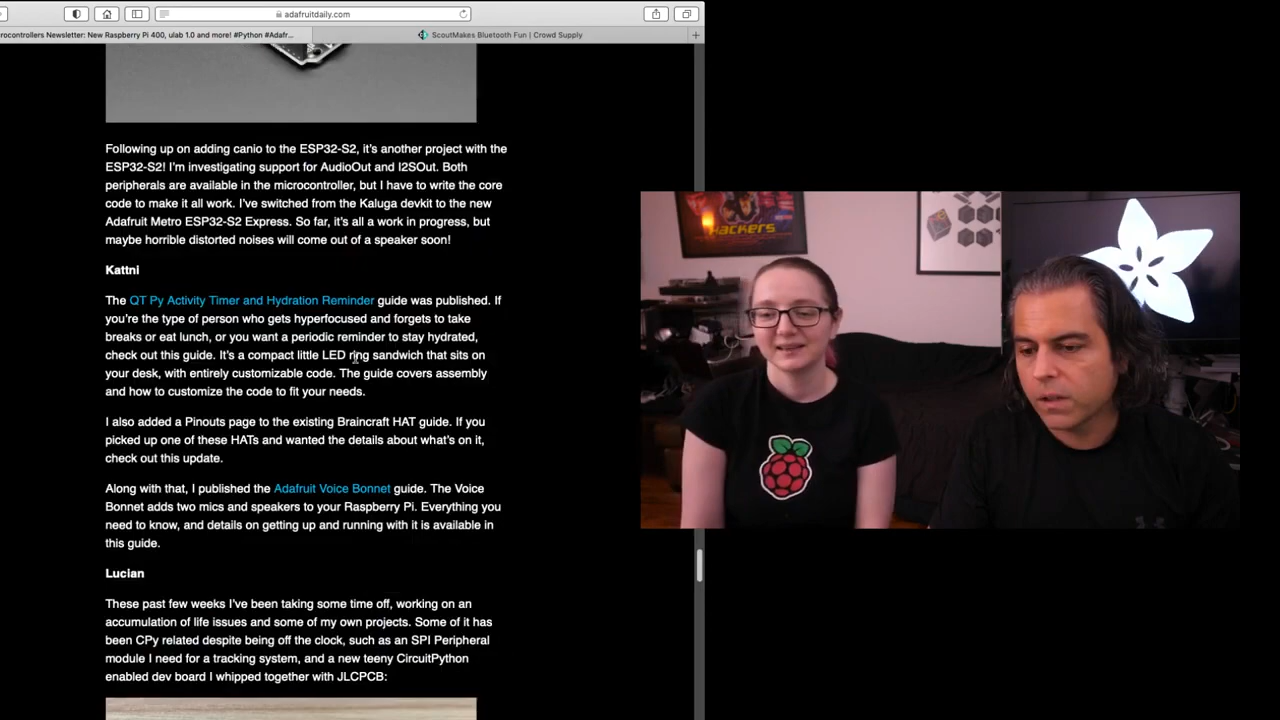 adafruitdaily.com
crocontrollers Newsletter: New Raspberry Pi 400, ulab 1.0 and more! #Python #Adafr...
ScoutMakes Bluetooth Fun | Crowd Supply
Following up on adding canio to the ESP32-S2, it's another project with the
ESP32-S2! I'm investigating support for AudioOut and I2SOut. Both
peripherals are available in the microcontroller, but I have to write the core
code to make it all work. I've switched from the Kaluga devkit to the new
Adafruit Metro ESP32-S2 Express. So far, it's all a work in progress, but
maybe horrible distorted noises will come out of a speaker soon!
Kattni
The QT Py Activity Timer and Hydration Reminder guide was published. If
you're the type of person who gets hyperfocused and forgets to take
breaks or eat lunch, or you want a periodic reminder to stay hydrated,
check out this guide. It's a compact little LED ring sandwich that sits on
your desk, with entirely customizable code. The guide covers assembly
and how to customize the code to fit your needs.
I also added a Pinouts page to the existing Braincraft HAT guide. If you
picked up one of these HATs and wanted the details about what's on it,
check out this update.
Along with that, I published the Adafruit Voice Bonnet guide. The Voice
Bonnet adds two mics and speakers to your Raspberry Pi. Everything you
need to know, and details on getting up and running with it is available in
this guide.
Lucian
These past few weeks I've been taking some time off, working on an
accumulation of life issues and some of my own projects. Some of it has
been CPy related despite being off the clock, such as an SPI Peripheral
module I need for a tracking system, and a new teeny CircuitPython
enabled dev board I whipped together with JLCPCB:
HACKERS